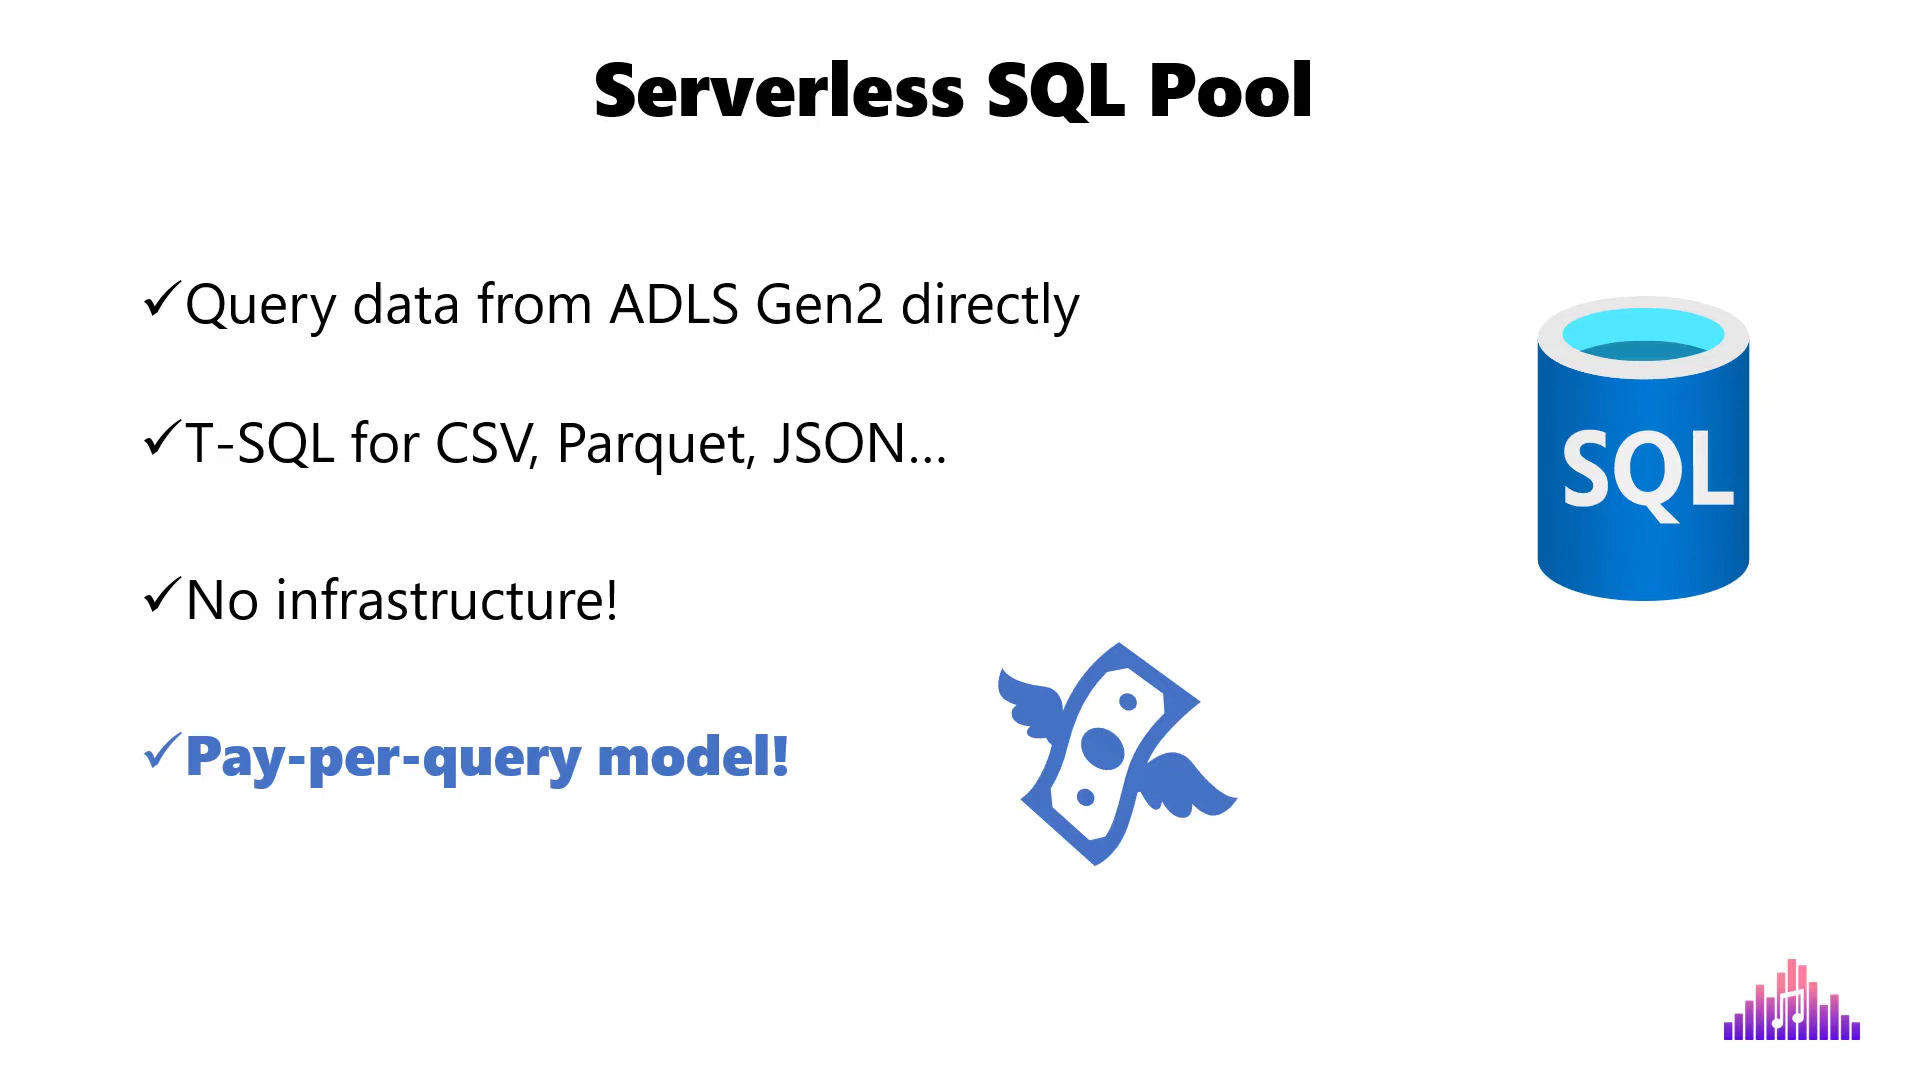 Serverless SQL Pool
✓Query data from ADLS Gen2 directly
✓T-SQL for CSV, Parquet, JSON...
✓No infrastructure!
✓Pay-per-query model!
SQL